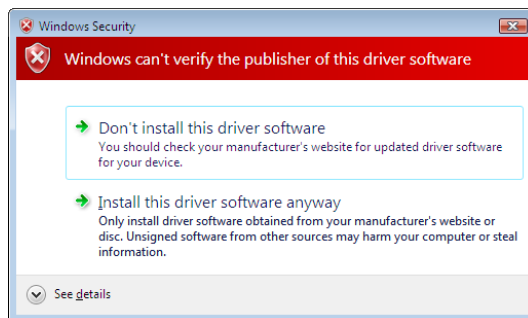 Windows Security
Windows can't verify the publisher of this driver software
Don't install this driver software
You should check your manufacturer's website for updated driver software
for your device.
Install this driver software anyway
Only install driver software obtained from your manufacturer's website or
disc. Unsigned software from other sources may harm your computer or steal
information.
See details